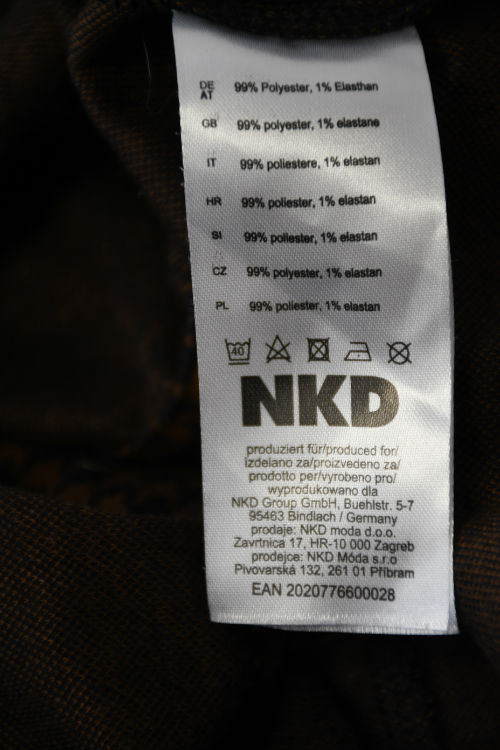 DE AT 99% Polyester, 1% Elasthan
GB 99% polyester, 1% elastane
IT 99% poliestere, 1% elastan
HR 99% poliester, 1% elastan
SI 99% poliester, 1% elastan
CZ 99% polyester, 1% elastan
PL 99% poliester, 1% elastan
40
NKD
produziert für/produced for/
izdelano za/proizvedeno za/
prodotto per/vyrobeno pro/
wyprodukowano dla
NKD Group GmbH, Buehlstr. 5-7
95463 Bindlach / Germany
prodaje: NKD moda d.o.o.
Zavrtnica 17, HR-10 000 Zagreb
prodejce: NKD Móda s.r.o
Pivovarská 132, 261 01 Příbram
EAN 2020776600028